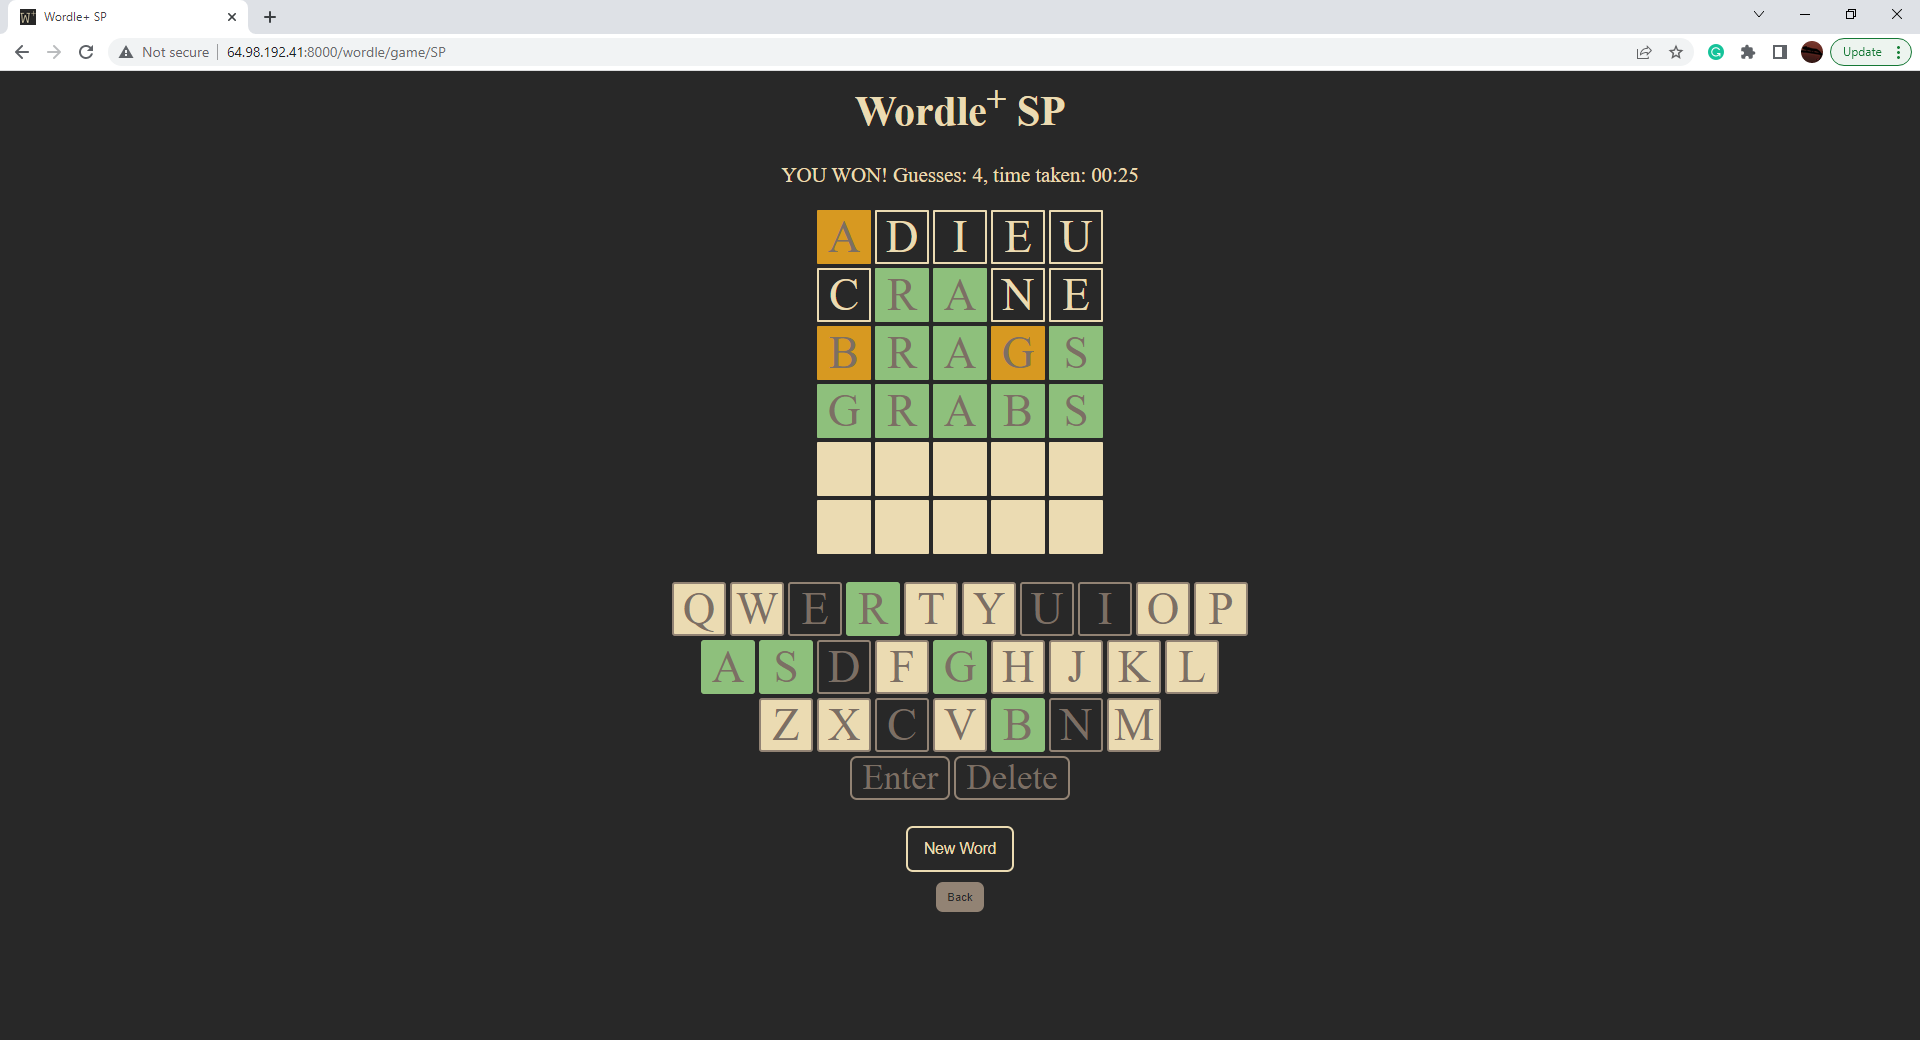 Wordle+ SP
Not secure 64.98.192.41:8000/wordle/game/SP Update
Wordle+ SP
YOU WON! Guesses: 4, time taken: 00:25
A D I E U
C R A N E
B R A G S
G R A B S
Q W E R T Y U I O P
A S D F G H J K L
Z X C V B N M
Enter Delete
New Word
Back